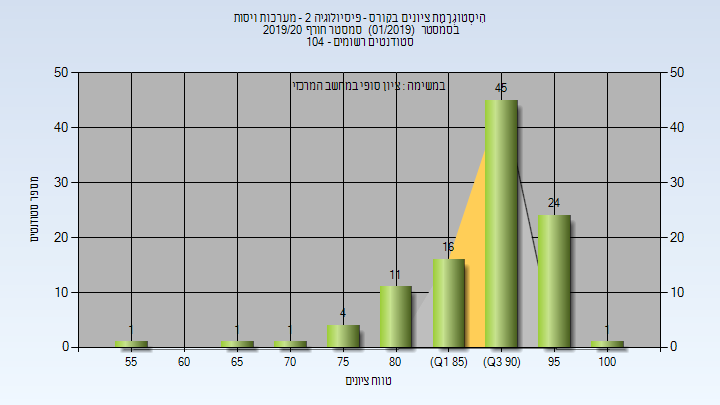 היסטוגרמת ציונים בקורס - פיסיולוגיה 2 - מערכות ויסות
בסמסטר (01/2019) סמסטר חורף 2019/20
סטודנטים רשומים - 104
במשימה : ציון סופי במחשב המרכזי
50 50
40 40
30 30
20 20
10 10
0 0
1 1 1 4 11 16 45 24 1
55 60 65 70 75 80 (Q1 85) (Q3 90) 95 100
מספר סטודנטים
טווח ציונים